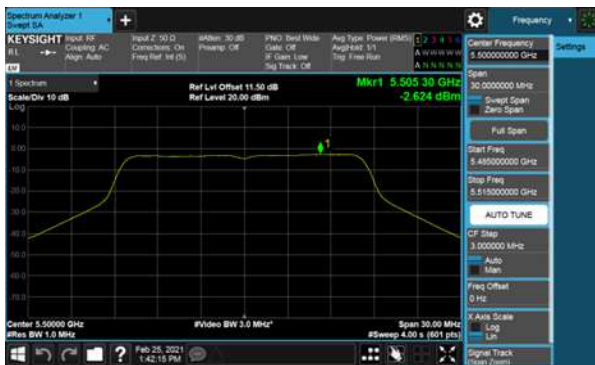 Spectrum Analyzer 1
Swept SA
+
Frequency
KEYSIGHT
Input: RF
Coupling: AC
Align: Auto
Input Z: 50 Ω
Corrections: On
Freq Ref: Int (S)
#Atten: 30 dB
Preamp: Off
PNO: Best Wide
Gate: Off
IF Gain: Low
Sig Track: Off
Avg Type: Power (RMS)
Avg|Hold: 1/1
Trig: Free Run
1 2 3 4 5 6
A W W W W W
A N N N N N
RL
LW
Center Frequency
5.500000000 GHz
Settings
Span
30.0000000 MHz
Swept Span
Zero Span
Full Span
Start Freq
5.485000000 GHz
Stop Freq
5.515000000 GHz
AUTO TUNE
CF Step
3.000000 MHz
Auto
Man
Freq Offset
0 Hz
X Axis Scale
Log
Lin
Signal Track
(Span Zoom)
1 Spectrum
Scale/Div 10 dB
Log
Ref Lvl Offset 11.50 dB
Ref Level 20.00 dBm
Mkr1 5.505 30 GHz
-2.624 dBm
10.0
0.00
-10.0
-20.0
-30.0
-40.0
-50.0
-60.0
-70.0
1
Center 5.50000 GHz
#Res BW 1.0 MHz
#Video BW 3.0 MHz*
Span 30.00 MHz
#Sweep 4.00 s (601 pts)
?
Feb 25, 2021
1:42:15 PM